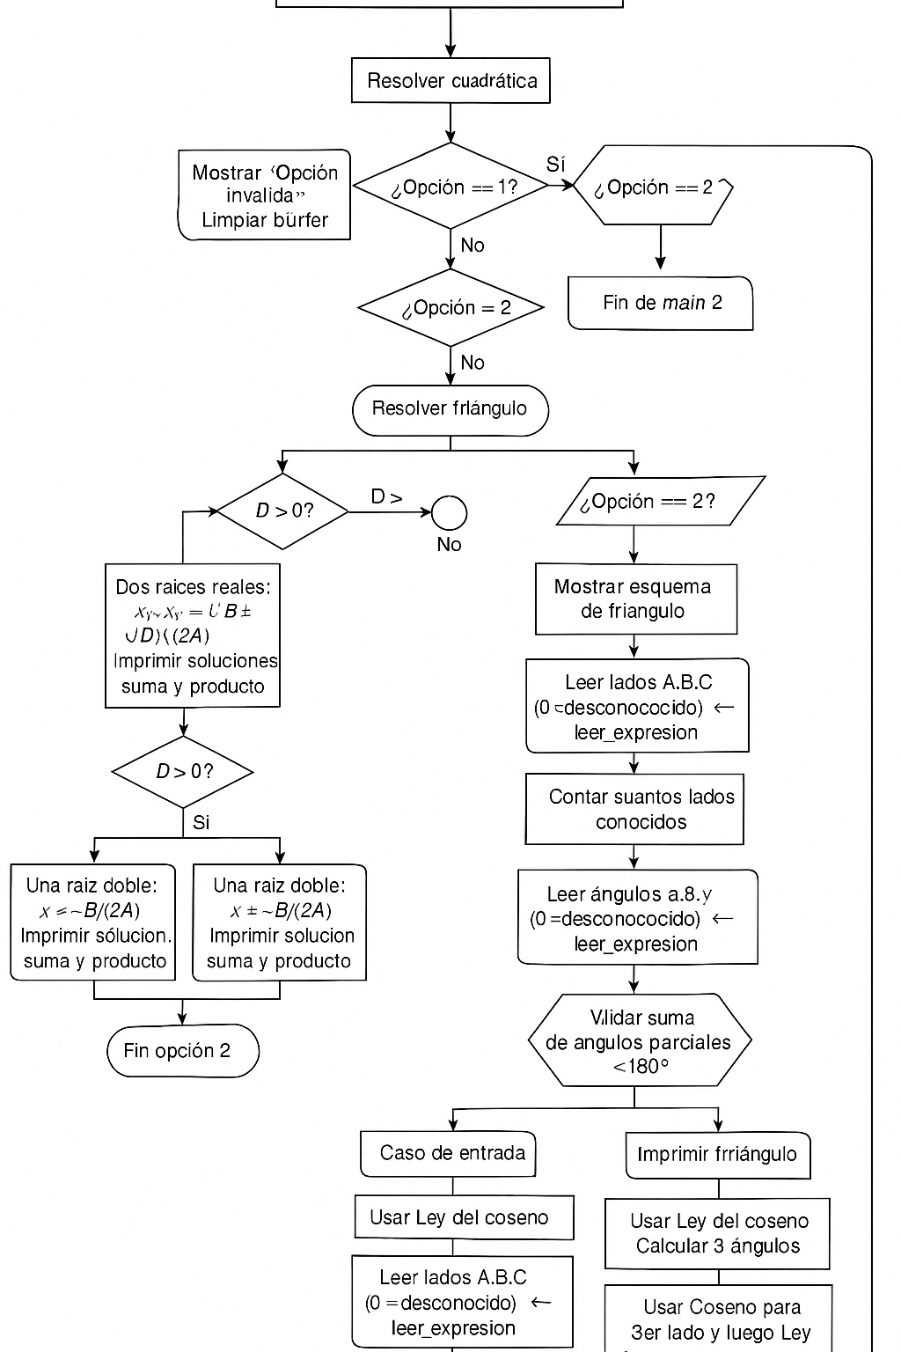 Resolver cuadrática
Mostrar ‘Opción
invalida”
Limpiar bürfer
¿Opción == 1?
Sí
¿Opción == 2
No
Fin de main 2
¿Opción = 2
No
Resolver frlángulo
D > 0?
D >
No
¿Opción == 2?
Dos raices reales:
Imprimir soluciones
suma y producto
D > 0?
Si
Una raiz doble:
x =~B/(2A)
Imprimir sólucion.
suma y producto
Una raiz doble:
x ± ~B/(2A)
Imprimir solucion
suma y producto
Fin opción 2
Mostrar esquema
de friangulo
Leer lados A.B.C
(0 =desconococido) ←
leer_expresion
Contar suantos lados
conocidos
Leer ángulos a.8.y
(0 =desconococido) ←
leer_expresion
V.lidar suma
de angulos parciales
<180°
Caso de entrada
Usar Ley del coseno
Leer lados A.B.C
(0 =desconocido) ←
leer_expresion
Imprimir frriángulo
Usar Ley del coseno
Calcular 3 ángulos
Usar Coseno para
3er lado y luego Ley